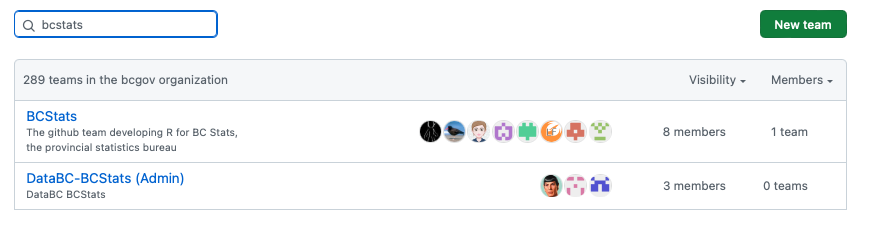 bcstats
New team
289 teams in the bcgov organization
Visibility
Members
BCStats
The github team developing R for BC Stats,
the provincial statistics bureau
8 members
1 team
DataBC-BCStats (Admin)
DataBC BCStats
3 members
0 teams